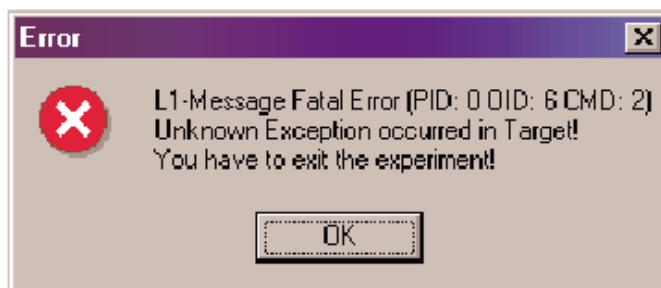 Error
L1-Message Fatal Error (PID: 0 OID: 6 CMD: 2)
Unknown Exception occurred in Target!
You have to exit the experiment!
OK